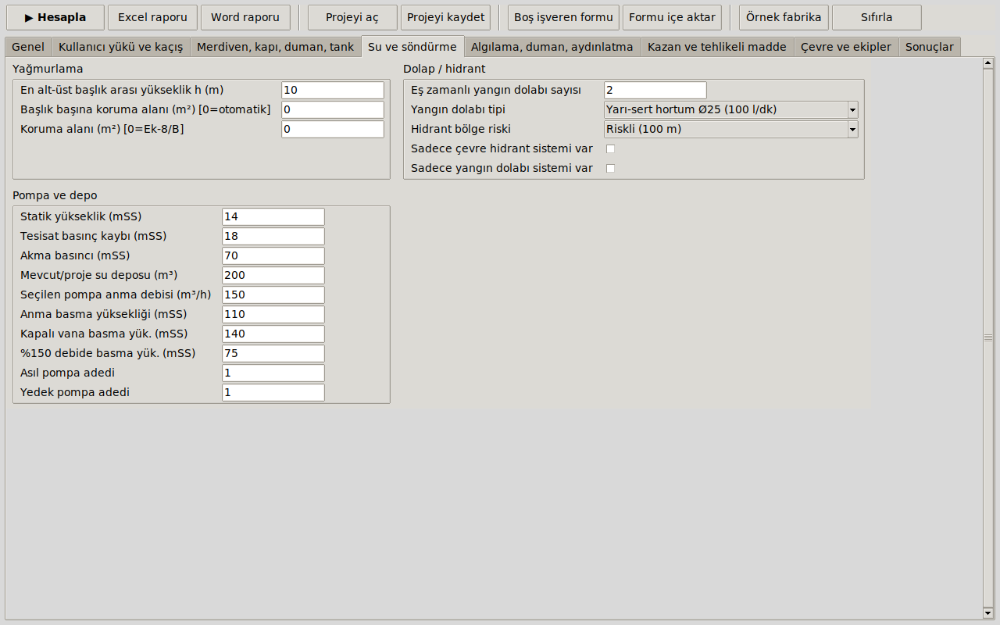 ▶ Hesapla Excel raporu Word raporu Projeyi aç Projeyi kaydet Boş işveren formu Formu içe aktar Örnek fabrika Sıfırla
Genel Kullanıcı yükü ve kaçış Merdiven, kapı, duman, tank Su ve söndürme Algılama, duman, aydınlatma Kazan ve tehlikeli madde Çevre ve ekipler Sonuçlar
Yağmurlama
En alt-üst başlık arası yükseklik h (m) 10
Başlık başına koruma alanı (m²) [0=otomatik] 0
Koruma alanı (m²) [0=Ek-8/B] 0
Dolap / hidrant
Eş zamanlı yangın dolabı sayısı 2
Yangın dolabı tipi Yarı-sert hortum Ø25 (100 l/dk)
Hidrant bölge riski Riskli (100 m)
Sadece çevre hidrant sistemi var
Sadece yangın dolabı sistemi var
Pompa ve depo
Statik yükseklik (mSS) 14
Tesisat basınç kaybı (mSS) 18
Akma basıncı (mSS) 70
Mevcut/proje su deposu (m³) 200
Seçilen pompa anma debisi (m³/h) 150
Anma basma yüksekliği (mSS) 110
Kapalı vana basma yük. (mSS) 140
%150 debide basma yük. (mSS) 75
Asıl pompa adedi 1
Yedek pompa adedi 1